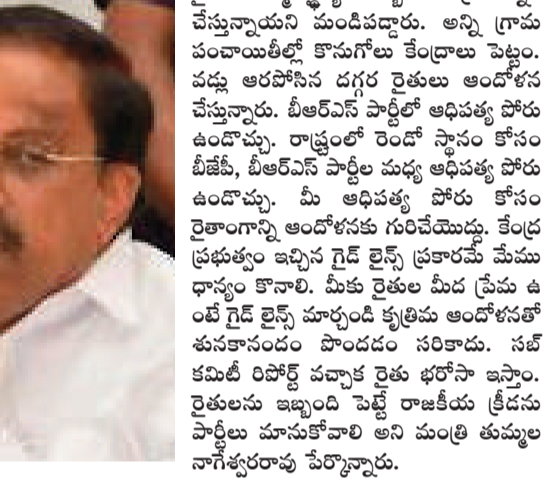 చేస్తున్నాయని మండిపడ్డారు. అన్ని గ్రామ
పంచాయితీల్లో కొనుగోలు కేంద్రాలు పెట్టం.
వడ్లు ఆరపోసిన దగ్గర రైతులు ఆందోళన
చేస్తున్నారు. బీఆర్ఎస్ పార్టీలో ఆధిపత్య పోరు
ఉండొచ్చు. రాష్ట్రంలో రెండో స్థానం కోసం
బీజేపీ, బీఆర్ఎస్ పార్టీల మధ్య ఆధిపత్య పోరు
ఉండొచ్చు. మీ ఆధిపత్య పోరు కోసం
రైతాంగాన్ని ఆందోళనకు గురిచేయొద్దు. కేంద్ర
ప్రభుత్వం ఇచ్చిన గైడ్ లైన్స్ ప్రకారమే మేము
ధాన్యం కొనాలి. మీకు రైతుల మీద ప్రేమ ఉ
ంటే గైడ్ లైన్స్ మార్చండి కృత్రిమ ఆందోళనతో
శునకానందం పొందడం సరికాదు. సబ్
కమిటీ రిపోర్ట్ వచ్చాక రైతు భరోసా ఇస్తాం.
రైతులను ఇబ్బంది పెట్టే రాజకీయ క్రీడను
పార్టీలు మానుకోవాలి అని మంత్రి తుమ్మల
నాగేశ్వరరావు పేర్కొన్నారు.